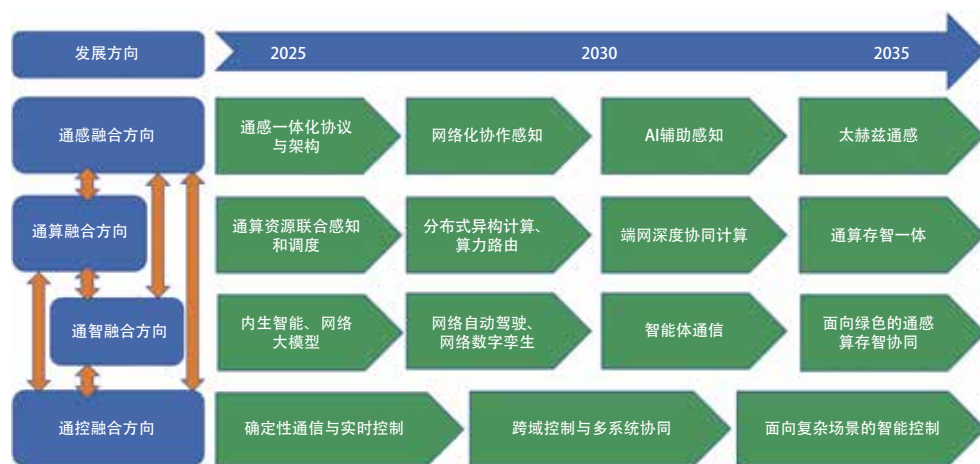 发展方向
2025
2030
2035
通感融合方向
通感一体化协议
与架构
网络化协作感知
AI辅助感知
太赫兹通感
通算融合方向
通算资源联合感知
和调度
分布式异构计算、
算力路由
端网深度协同计算
通算存智一体
通智融合方向
内生智能、网络
大模型
网络自动驾驶、
网络数字孪生
智能体通信
面向绿色的通感
算存智协同
通控融合方向
确定性通信与实时控制
跨域控制与多系统协同
面向复杂场景的智能控制